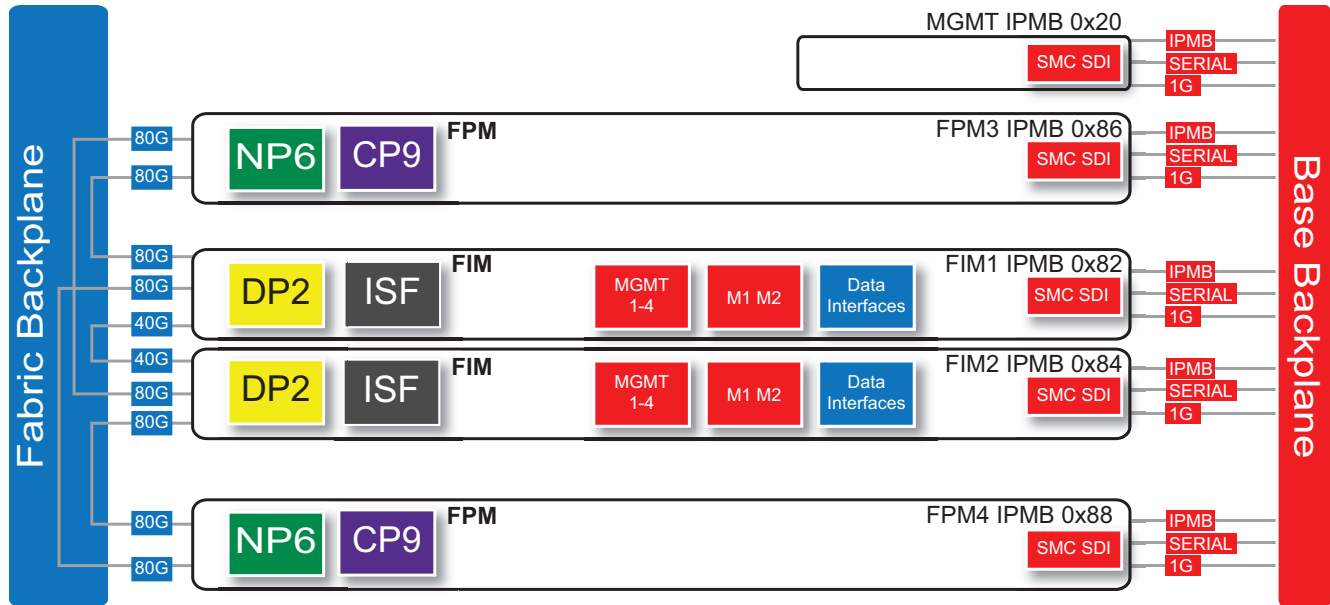 Fabric Backplane
MGMT IPMB 0x20
SMC SDI
IPMB
SERIAL
1G
80G
80G
NP6
CP9
FPM
FPM3 IPMB 0x86
SMC SDI
IPMB
SERIAL
1G
80G
80G
40G
DP2
ISF
FIM
MGMT
1-4
M1 M2
Data
Interfaces
FIM1 IPMB 0x82
SMC SDI
IPMB
SERIAL
1G
40G
80G
80G
DP2
ISF
FIM
MGMT
1-4
M1 M2
Data
Interfaces
FIM2 IPMB 0x84
SMC SDI
IPMB
SERIAL
1G
80G
80G
NP6
CP9
FPM
FPM4 IPMB 0x88
SMC SDI
IPMB
SERIAL
1G
Base Backplane